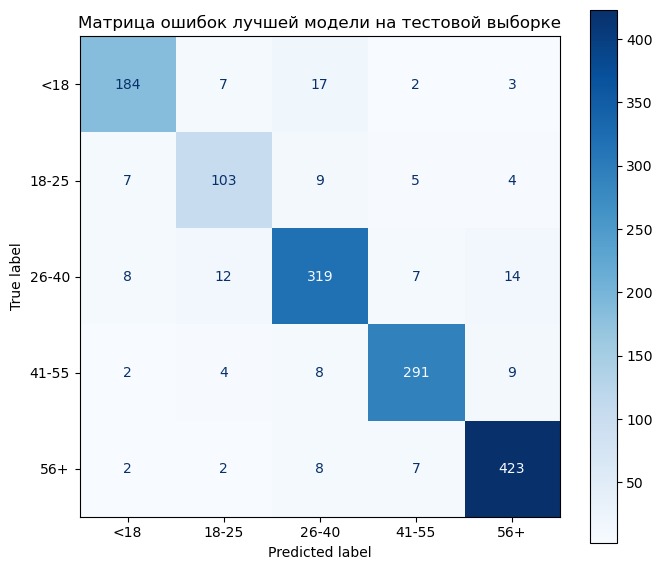 Матрица ошибок лучшей модели на тестовой выборке
<18 184 7 17 2 3
18-25 7 103 9 5 4
26-40 8 12 319 7 14
41-55 2 4 8 291 9
56+ 2 2 8 7 423
<18 18-25 26-40 41-55 56+
Predicted label
True label
400
350
300
250
200
150
100
50